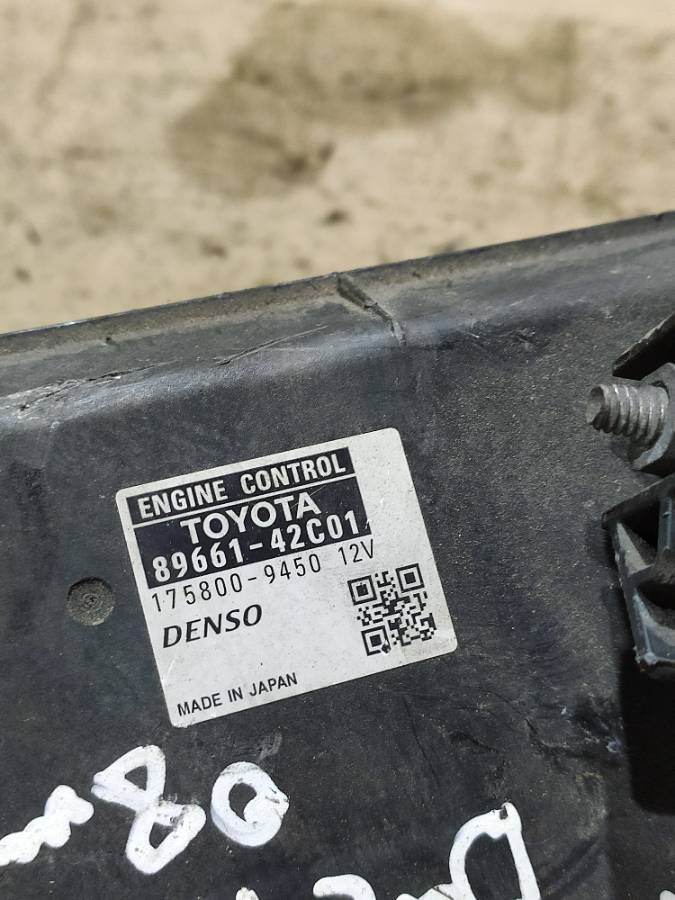 ENGINE CONTROL
TOYOTA
89661-42C01
175800-9450 12V
DENSO
MADE IN JAPAN